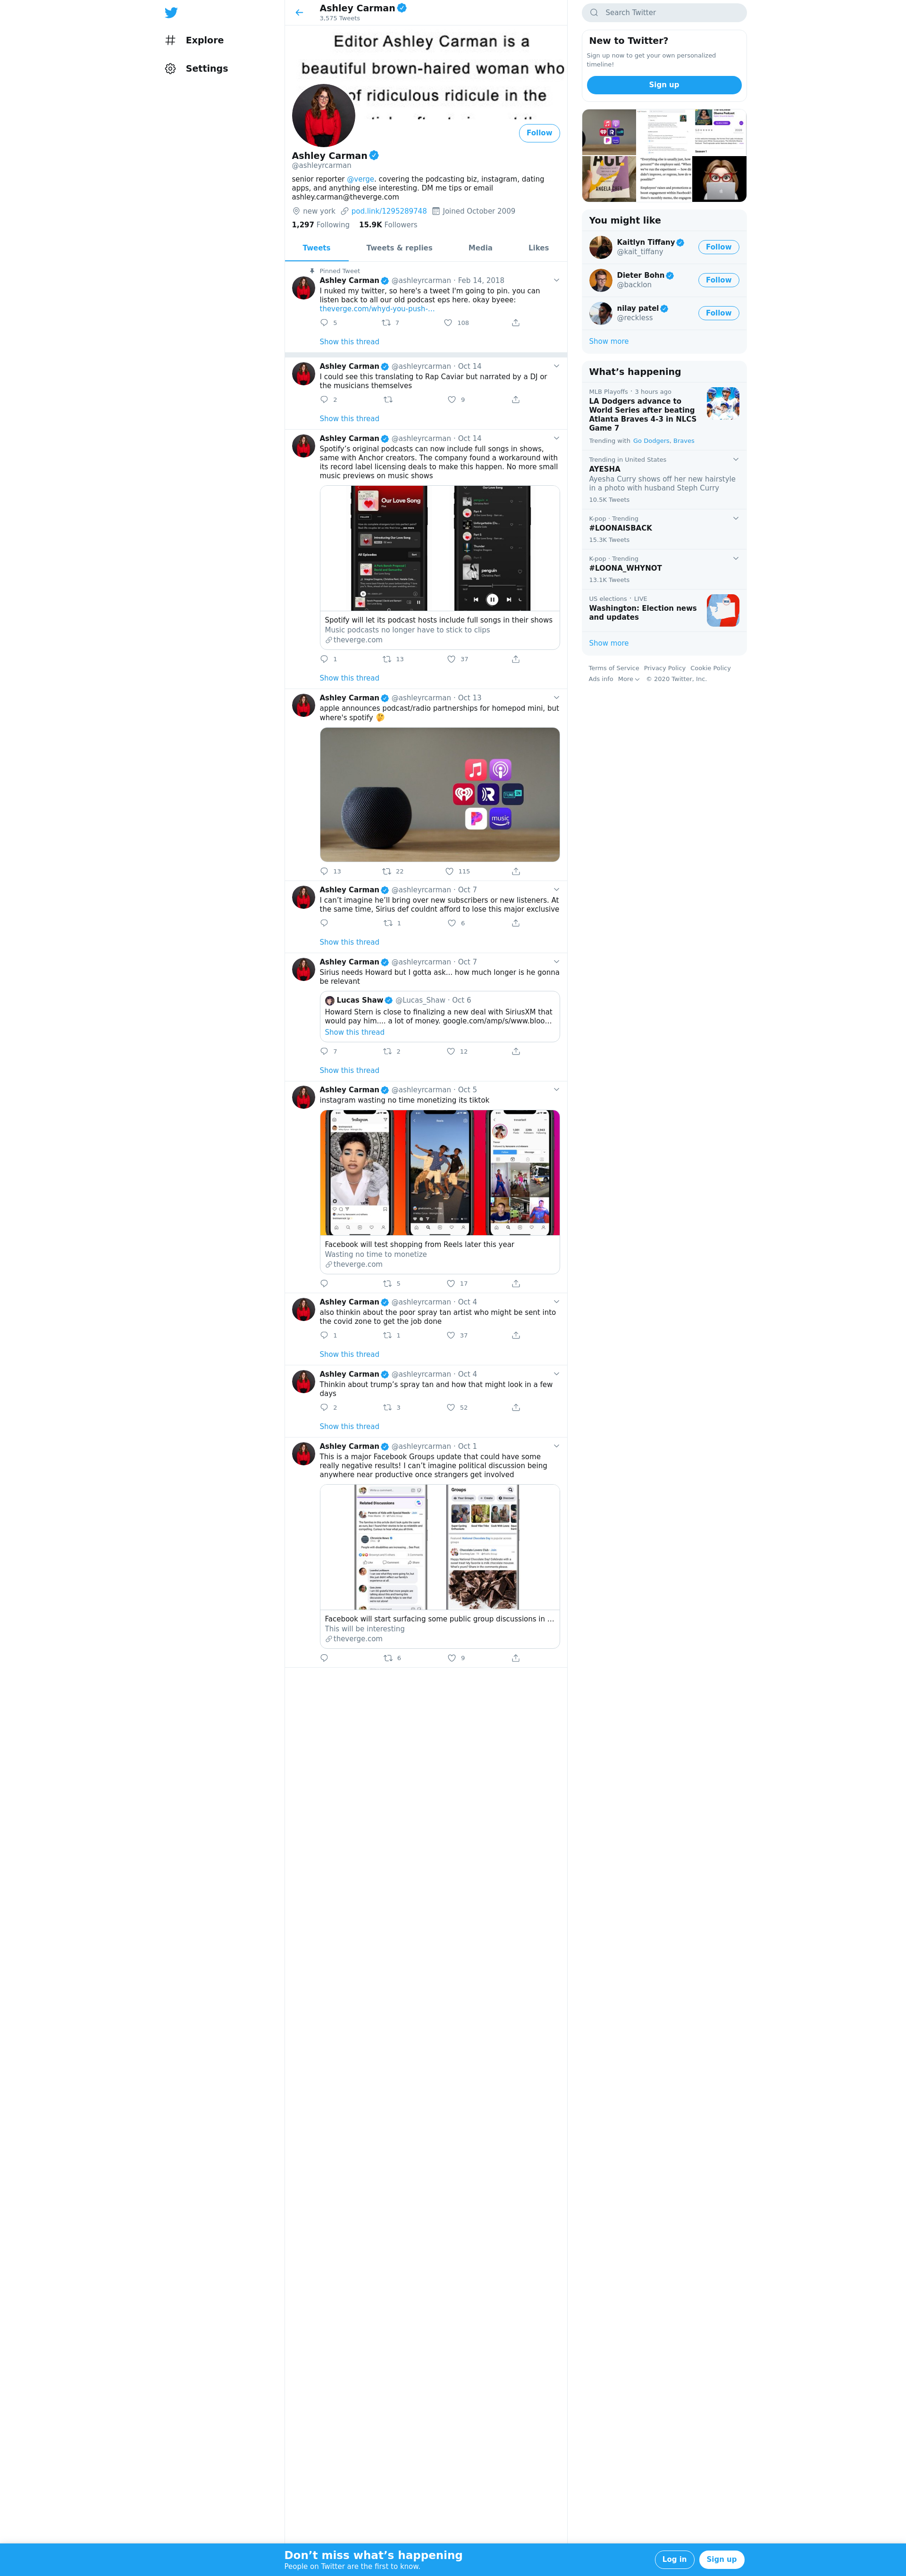 Explore
Settings
Ashley Carman
3,575 Tweets
Editor Ashley Carman is a
beautiful brown-haired woman who
of ridiculous ridicule in the
Follow
Ashley Carman
@ashleyrcarman
senior reporter @verge. covering the podcasting biz, instagram, dating
apps, and anything else interesting. DM me tips or email
ashley.carman@theverge.com
new york pod.link/1295289748 Joined October 2009
1,297 Following 15.9K Followers
Tweets Tweets & replies Media Likes
Pinned Tweet
Ashley Carman @ashleyrcarman · Feb 14, 2018
I nuked my twitter, so here's a tweet I'm going to pin. you can
listen back to all our old podcast eps here. okay byeee:
theverge.com/whyd-you-push-…
5 7 108
Show this thread
Ashley Carman @ashleyrcarman · Oct 14
I could see this translating to Rap Caviar but narrated by a DJ or
the musicians themselves
2 9
Show this thread
Ashley Carman @ashleyrcarman · Oct 14
Spotify's original podcasts can now include full songs in shows,
same with Anchor creators. The company found a workaround with
its record label licensing deals to make this happen. No more small
music previews on music shows
Our Love Song
Spotify will let its podcast hosts include full songs in their shows
Music podcasts no longer have to stick to clips
theverge.com
1 13 37
Show this thread
Ashley Carman @ashleyrcarman · Oct 13
apple announces podcast/radio partnerships for homepod mini, but
where's spotify 🤔
music
13 22 115
Ashley Carman @ashleyrcarman · Oct 7
I can't imagine he'll bring over new subscribers or new listeners. At
the same time, Sirius def couldnt afford to lose this major exclusive
1 6
Show this thread
Ashley Carman @ashleyrcarman · Oct 7
Sirius needs Howard but I gotta ask... how much longer is he gonna
be relevant
Lucas Shaw @Lucas_Shaw · Oct 6
Howard Stern is close to finalizing a new deal with SiriusXM that
would pay him.... a lot of money. google.com/amp/s/www.bloo…
Show this thread
7 2 12
Show this thread
Ashley Carman @ashleyrcarman · Oct 5
instagram wasting no time monetizing its tiktok
Facebook will test shopping from Reels later this year
Wasting no time to monetize
theverge.com
5 17
Ashley Carman @ashleyrcarman · Oct 4
also thinkin about the poor spray tan artist who might be sent into
the covid zone to get the job done
1 1 37
Show this thread
Ashley Carman @ashleyrcarman · Oct 4
Thinkin about trump's spray tan and how that might look in a few
days
2 3 52
Show this thread
Ashley Carman @ashleyrcarman · Oct 1
This is a major Facebook Groups update that could have some
really negative results! I can't imagine political discussion being
anywhere near productive once strangers get involved
Related Discussions
Groups
Facebook will start surfacing some public group discussions in …
This will be interesting
theverge.com
6 9
Search Twitter
New to Twitter?
Sign up now to get your own personalized
timeline!
Sign up
You might like
Kaitlyn Tiffany
@kait_tiffany
Follow
Dieter Bohn
@backlon
Follow
nilay patel
@reckless
Follow
Show more
What's happening
MLB Playoffs · 3 hours ago
LA Dodgers advance to
World Series after beating
Atlanta Braves 4-3 in NLCS
Game 7
Trending with Go Dodgers, Braves
Trending in United States
AYESHA
Ayesha Curry shows off her new hairstyle
in a photo with husband Steph Curry
10.5K Tweets
K-pop · Trending
#LOONAISBACK
15.3K Tweets
K-pop · Trending
#LOONA_WHYNOT
13.1K Tweets
US elections · LIVE
Washington: Election news
and updates
Show more
Terms of Service Privacy Policy Cookie Policy
Ads info More © 2020 Twitter, Inc.
Don't miss what's happening
People on Twitter are the first to know.
Log in
Sign up